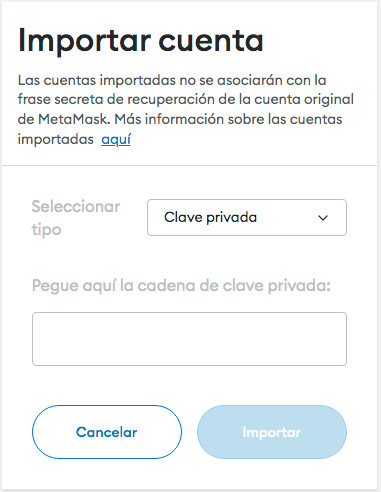 Importar cuenta
Las cuentas importadas no se asociarán con la
frase secreta de recuperación de la cuenta original
de MetaMask. Más información sobre las cuentas
importadas aquí
Seleccionar
tipo
Clave privada
Pegue aquí la cadena de clave privada:
Cancelar
Importar